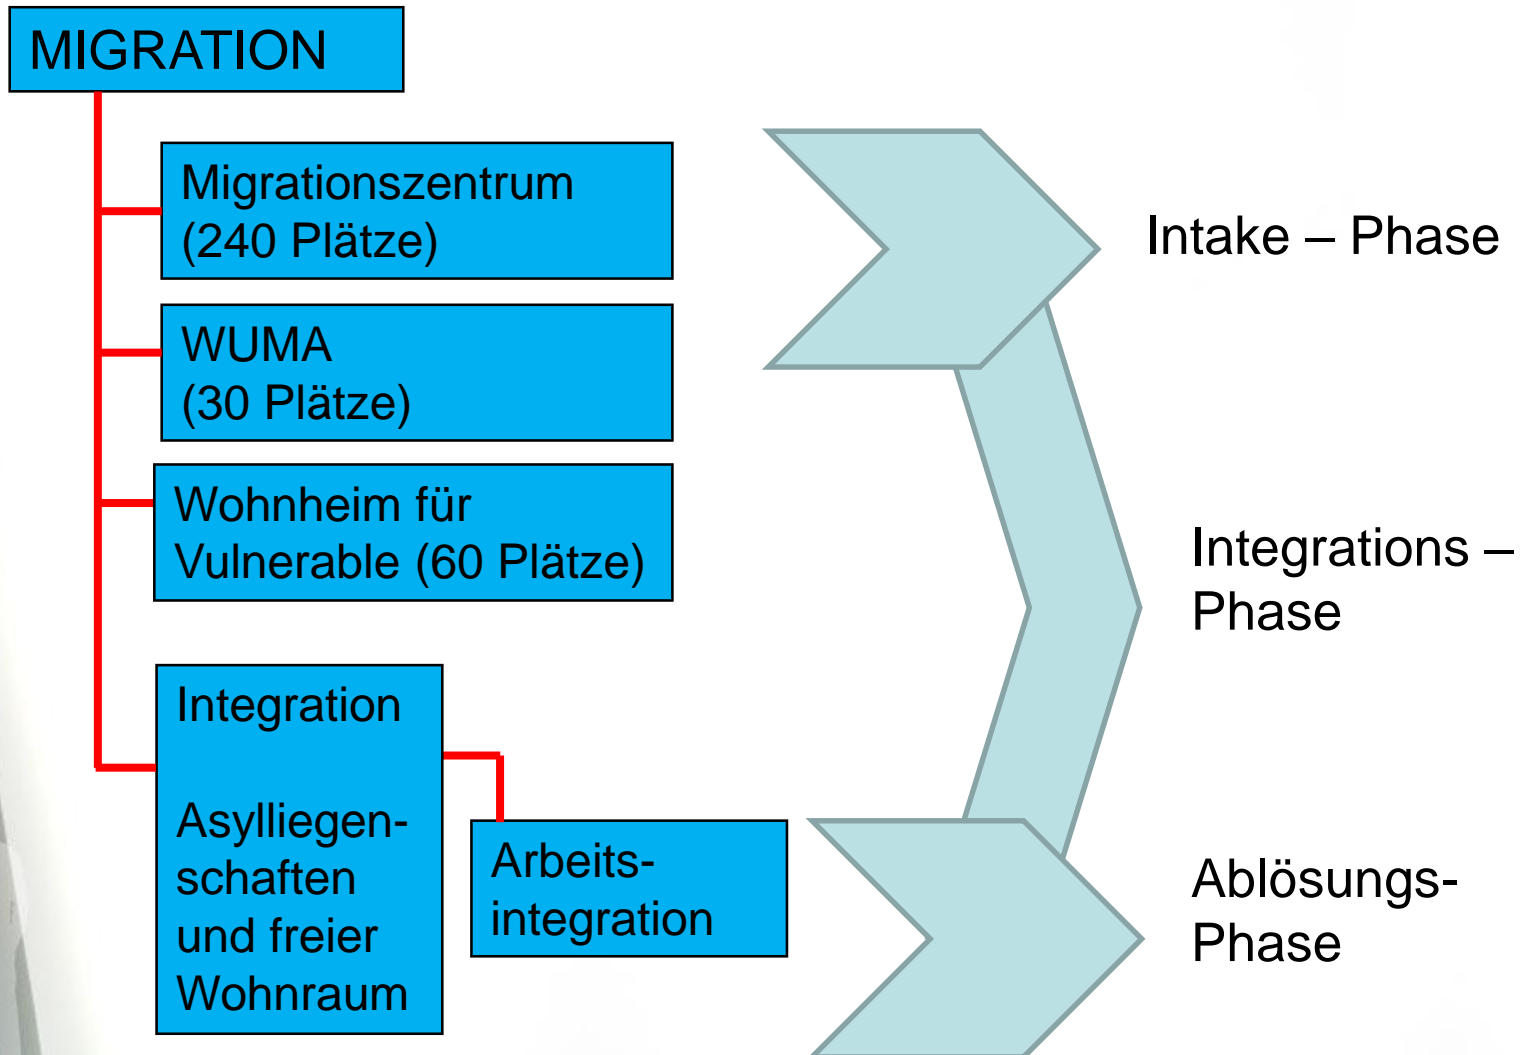 MIGRATION
Migrationszentrum
(240 Plätze)
WUMA
(30 Plätze)
Wohnheim für
Vulnerable (60 Plätze)
Integration
Asylliegen-
schaften
und freier
Wohnraum
Arbeits-
integration
Intake – Phase
Integrations –
Phase
Ablösungs-
Phase